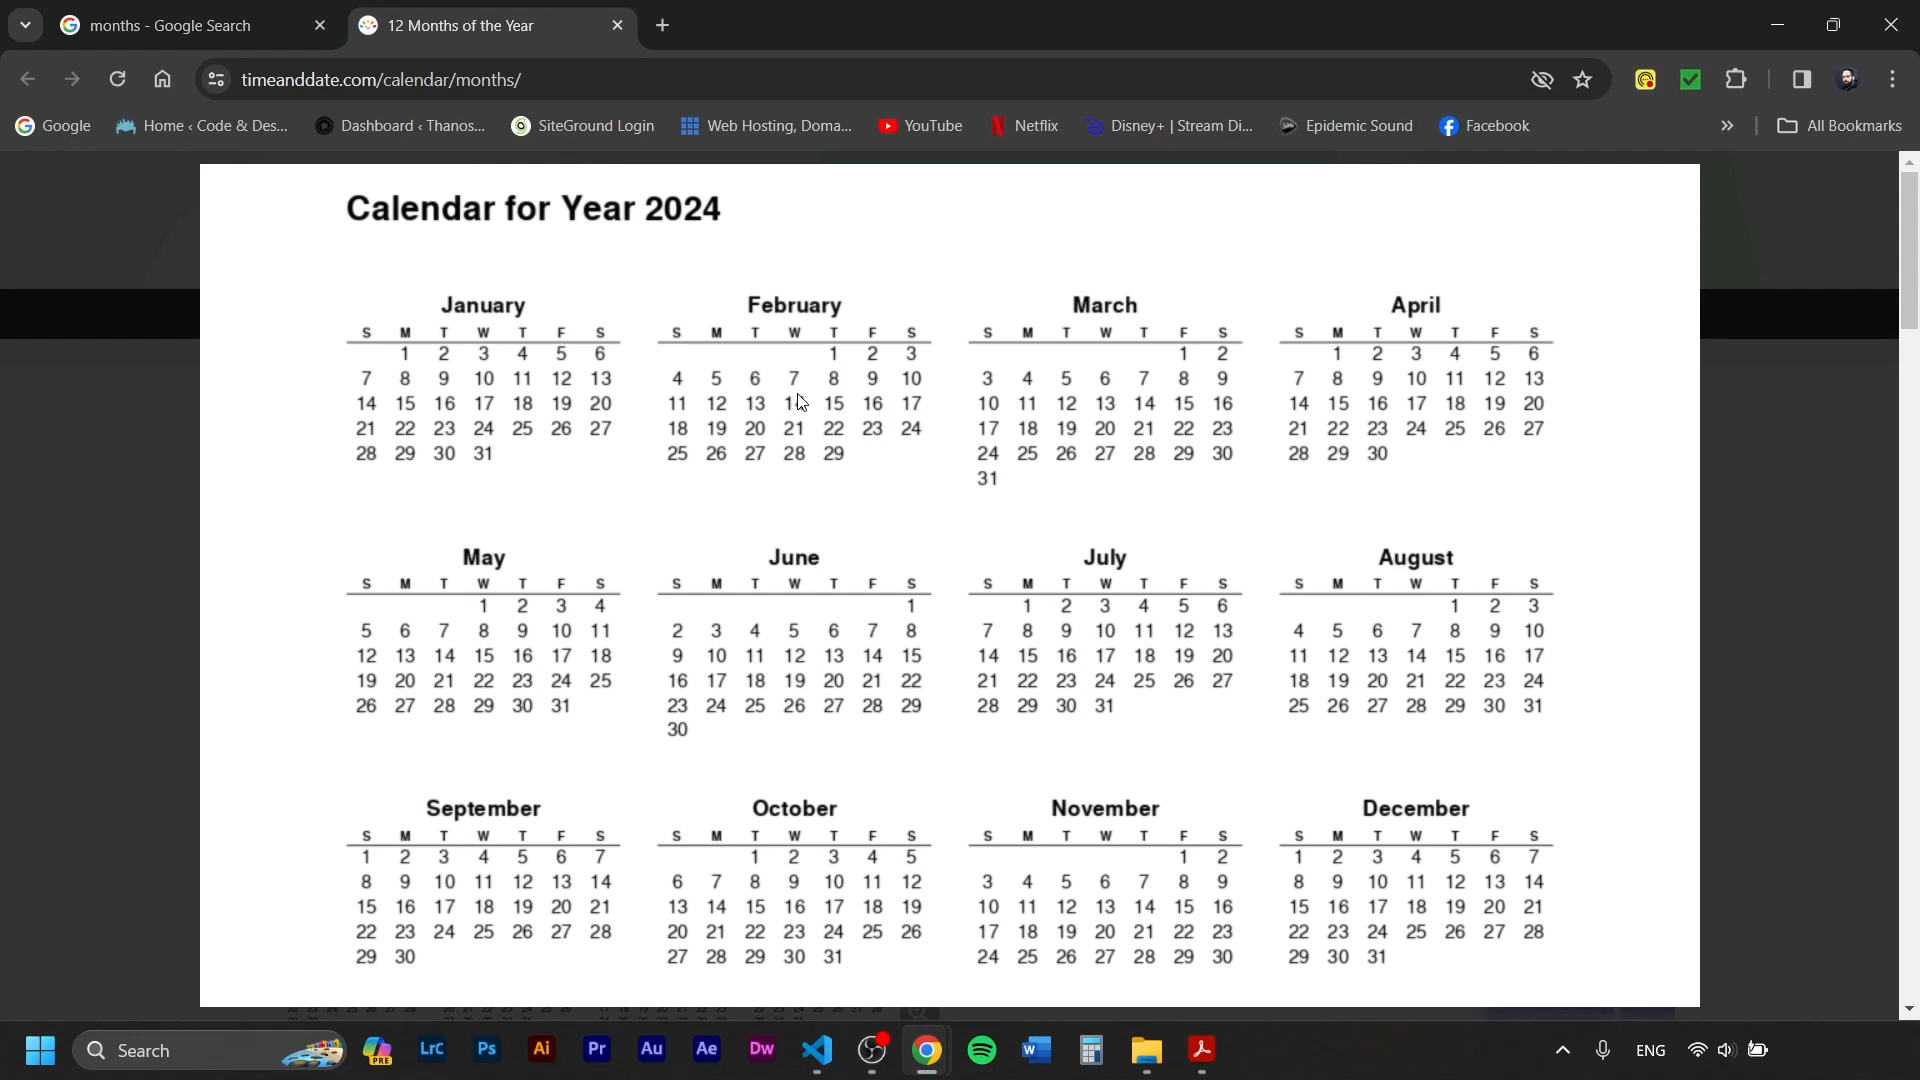 months - Google Search
12 Months of the Year
timeanddate.com/calendar/months/
Google Home ‹ Code & Des... Dashboard ‹ Thanos... SiteGround Login Web Hosting, Doma... YouTube Netflix Disney+ | Stream Di... Epidemic Sound Facebook » All Bookmarks
Calendar for Year 2024
January
S M T W T F S
1 2 3 4 5 6
7 8 9 10 11 12 13
14 15 16 17 18 19 20
21 22 23 24 25 26 27
28 29 30 31
February
S M T W T F S
1 2 3
4 5 6 7 8 9 10
11 12 13 14 15 16 17
18 19 20 21 22 23 24
25 26 27 28 29
March
S M T W T F S
1 2
3 4 5 6 7 8 9
10 11 12 13 14 15 16
17 18 19 20 21 22 23
24 25 26 27 28 29 30
31
April
S M T W T F S
1 2 3 4 5 6
7 8 9 10 11 12 13
14 15 16 17 18 19 20
21 22 23 24 25 26 27
28 29 30
May
S M T W T F S
1 2 3 4
5 6 7 8 9 10 11
12 13 14 15 16 17 18
19 20 21 22 23 24 25
26 27 28 29 30 31
June
S M T W T F S
1
2 3 4 5 6 7 8
9 10 11 12 13 14 15
16 17 18 19 20 21 22
23 24 25 26 27 28 29
30
July
S M T W T F S
1 2 3 4 5 6
7 8 9 10 11 12 13
14 15 16 17 18 19 20
21 22 23 24 25 26 27
28 29 30 31
August
S M T W T F S
1 2 3
4 5 6 7 8 9 10
11 12 13 14 15 16 17
18 19 20 21 22 23 24
25 26 27 28 29 30 31
September
S M T W T F S
1 2 3 4 5 6 7
8 9 10 11 12 13 14
15 16 17 18 19 20 21
22 23 24 25 26 27 28
29 30
October
S M T W T F S
1 2 3 4 5
6 7 8 9 10 11 12
13 14 15 16 17 18 19
20 21 22 23 24 25 26
27 28 29 30 31
November
S M T W T F S
1 2
3 4 5 6 7 8 9
10 11 12 13 14 15 16
17 18 19 20 21 22 23
24 25 26 27 28 29 30
December
S M T W T F S
1 2 3 4 5 6 7
8 9 10 11 12 13 14
15 16 17 18 19 20 21
22 23 24 25 26 27 28
29 30 31
Search PRE LrC Ps Ai Pr Au Ae Dw W ENG